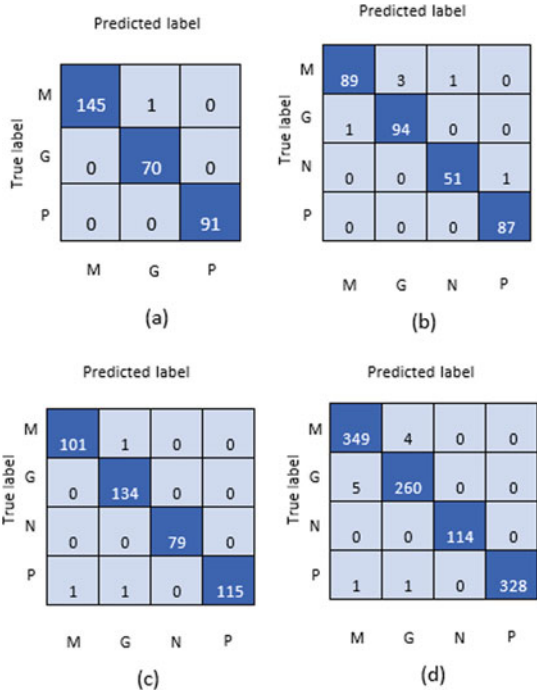 Predicted label
True label
M 145 1 0
G 0 70 0
P 0 0 91
M G P
(a)
Predicted label
True label
M 89 3 1 0
G 1 94 0 0
N 0 0 51 1
P 0 0 0 87
M G N P
(b)
Predicted label
True label
M 101 1 0 0
G 0 134 0 0
N 0 0 79 0
P 1 1 0 115
M G N P
(c)
Predicted label
True label
M 349 4 0 0
G 5 260 0 0
N 0 0 114 0
P 1 1 0 328
M G N P
(d)